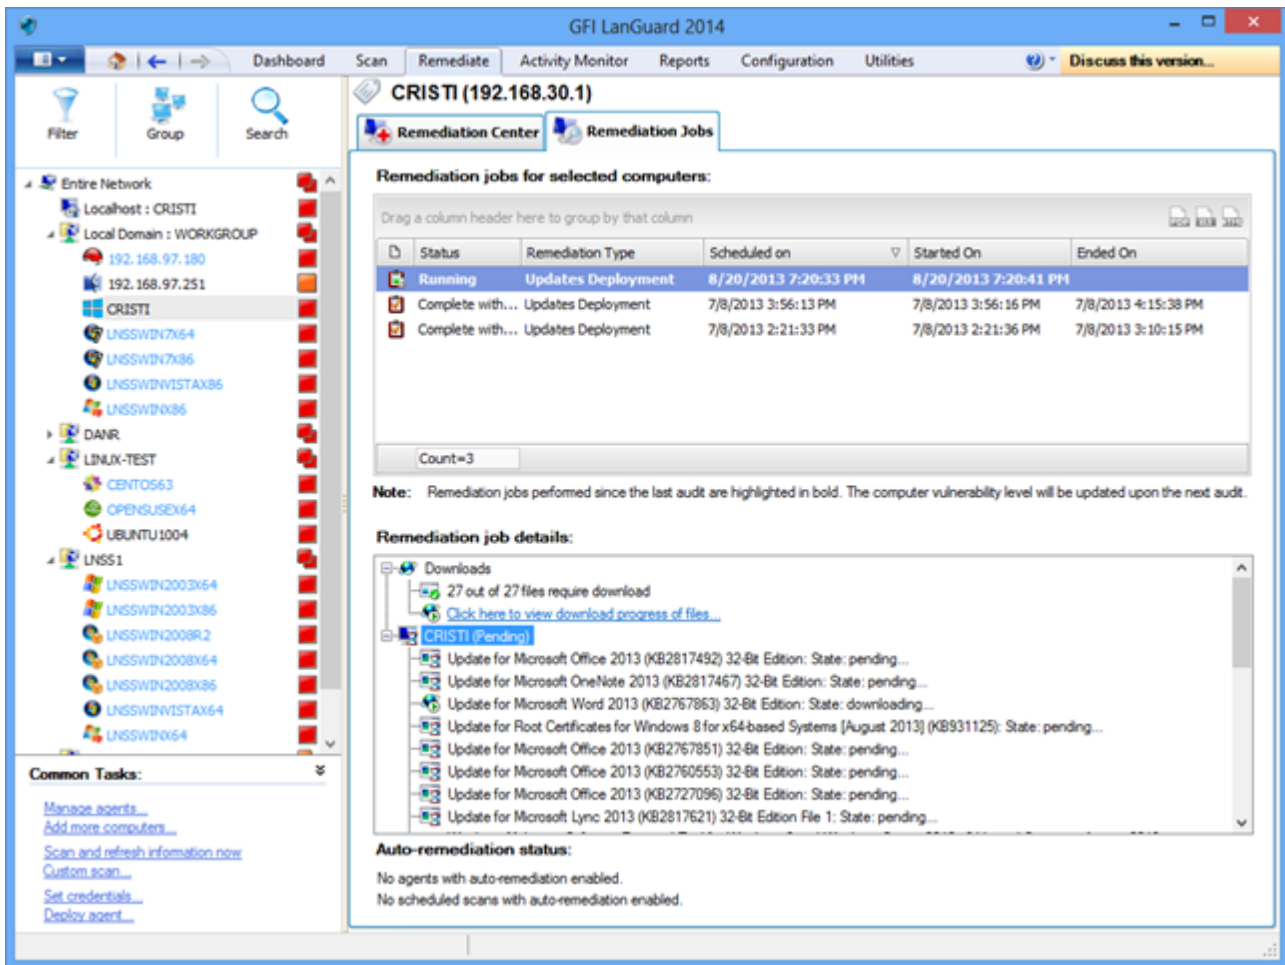 GFI LanGuard 2014
Dashboard Scan Remediate Activity Monitor Reports Configuration Utilities Discuss this version...
Filter Group Search
Entire Network
Localhost : CRISTI
Local Domain : WORKGROUP
192.168.97.180
192.168.97.251
CRISTI
LNSSWIN7X64
LNSSWIN7X86
LNSSWINVISTAX86
LNSSWINX86
DANR
LINUX-TEST
CENTOS63
OPENSUSEX64
UBUNTU1004
LNSS1
LNSSWIN2003X64
LNSSWIN2003X86
LNSSWIN2008R2
LNSSWIN2008X64
LNSSWIN2008X86
LNSSWINVISTAX64
LNSSWINX64
Common Tasks:
Manage agents...
Add more computers...
Scan and refresh information now
Custom scan...
Set credentials...
Deploy agent...
CRISTI (192.168.30.1)
Remediation Center Remediation Jobs
Remediation jobs for selected computers:
Drag a column header here to group by that column
Status Remediation Type Scheduled on Started On Ended On
Running Updates Deployment 8/20/2013 7:20:33 PM 8/20/2013 7:20:41 PM
Complete with... Updates Deployment 7/8/2013 3:56:13 PM 7/8/2013 3:56:16 PM 7/8/2013 4:15:38 PM
Complete with... Updates Deployment 7/8/2013 2:21:33 PM 7/8/2013 2:21:36 PM 7/8/2013 3:10:15 PM
Count=3
Note: Remediation jobs performed since the last audit are highlighted in bold. The computer vulnerability level will be updated upon the next audit.
Remediation job details:
Downloads
27 out of 27 files require download
Click here to view download progress of files...
CRISTI (Pending)
Update for Microsoft Office 2013 (KB2817492) 32-Bit Edition: State: pending...
Update for Microsoft OneNote 2013 (KB2817467) 32-Bit Edition: State: pending...
Update for Microsoft Word 2013 (KB2767863) 32-Bit Edition: State: downloading...
Update for Root Certificates for Windows 8 for x64-based Systems [August 2013] (KB931125): State: pending...
Update for Microsoft Office 2013 (KB2767851) 32-Bit Edition: State: pending...
Update for Microsoft Office 2013 (KB2760553) 32-Bit Edition: State: pending...
Update for Microsoft Office 2013 (KB2727096) 32-Bit Edition: State: pending...
Update for Microsoft Lync 2013 (KB2817621) 32-Bit Edition File 1: State: pending...
Auto-remediation status:
No agents with auto-remediation enabled.
No scheduled scans with auto-remediation enabled.